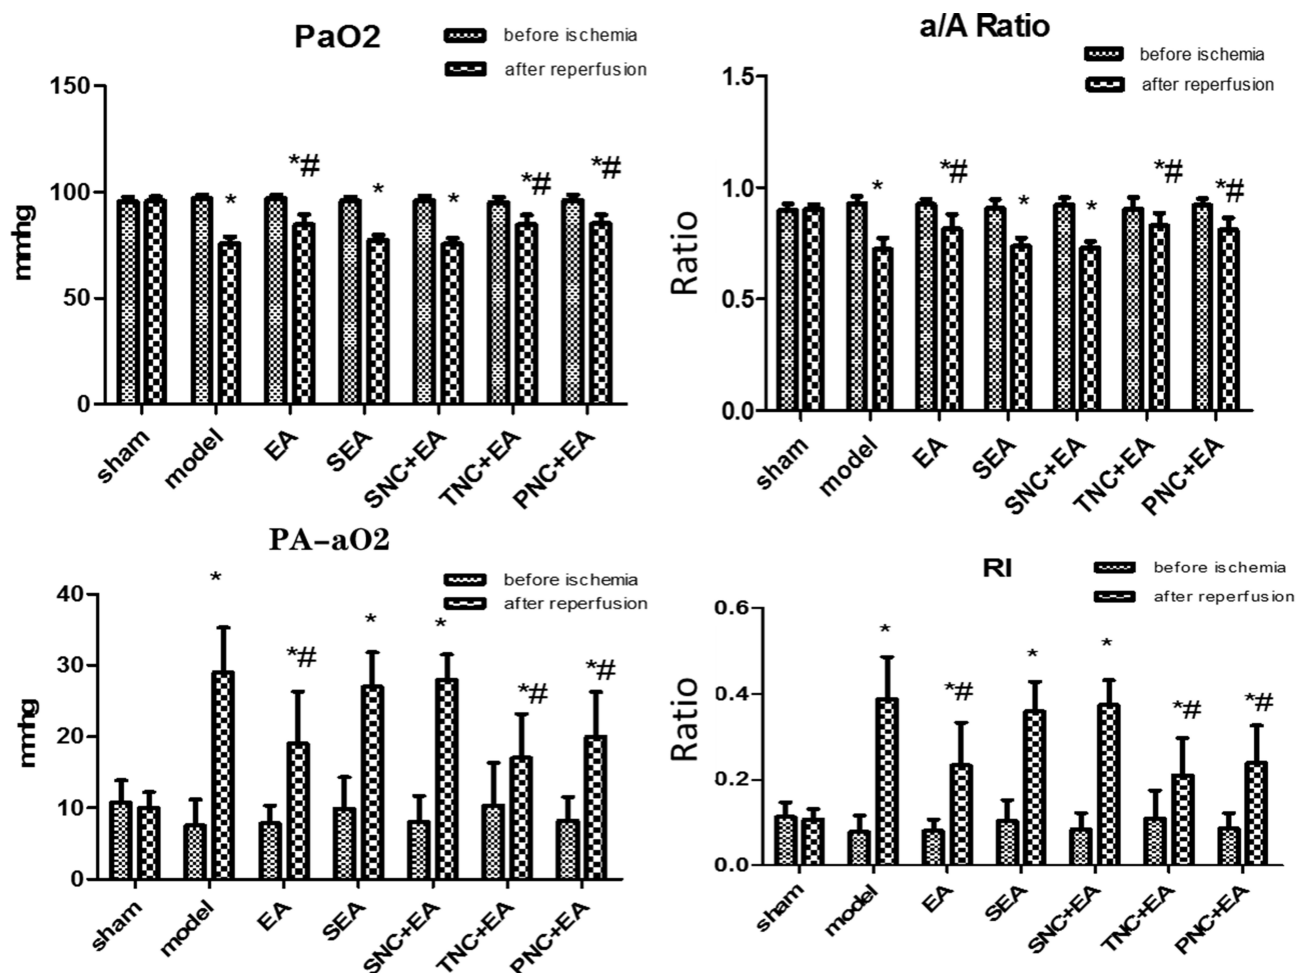 PaO2
before ischemia
after reperfusion
mmhg
150
100
50
0
* *# * * *# *#
sham model EA SEA SNC+EA TNC+EA PNC+EA
a/A Ratio
before ischemia
after reperfusion
Ratio
1.5
1.0
0.5
0.0
* *# * * *# *#
sham model EA SEA SNC+EA TNC+EA PNC+EA
PA-aO2
before ischemia
after reperfusion
mmhg
40
30
20
10
0
* *# * * *# *#
sham model EA SEA SNC+EA TNC+EA PNC+EA
RI
before ischemia
after reperfusion
Ratio
0.6
0.4
0.2
0.0
* *# * * *# *#
sham model EA SEA SNC+EA TNC+EA PNC+EA